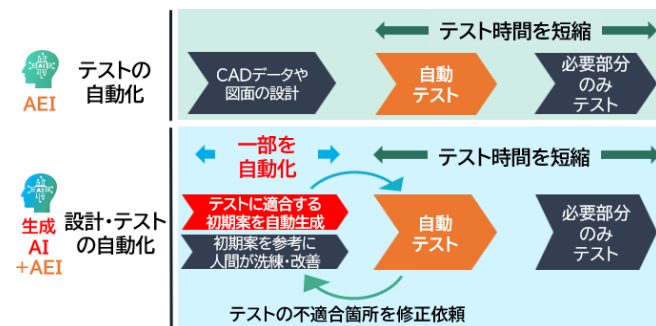 テスト時間を短縮
AEI
テストの
自動化
CADデータや
図面の設計
自動
テスト
必要部分
のみ
テスト
一部を
自動化
テスト時間を短縮
生成
AI
+AEI
設計・テスト
の自動化
テストに適合する
初期案を自動生成
初期案を参考に
人間が洗練・改善
自動
テスト
必要部分
のみ
テスト
テストの不適合箇所を修正依頼